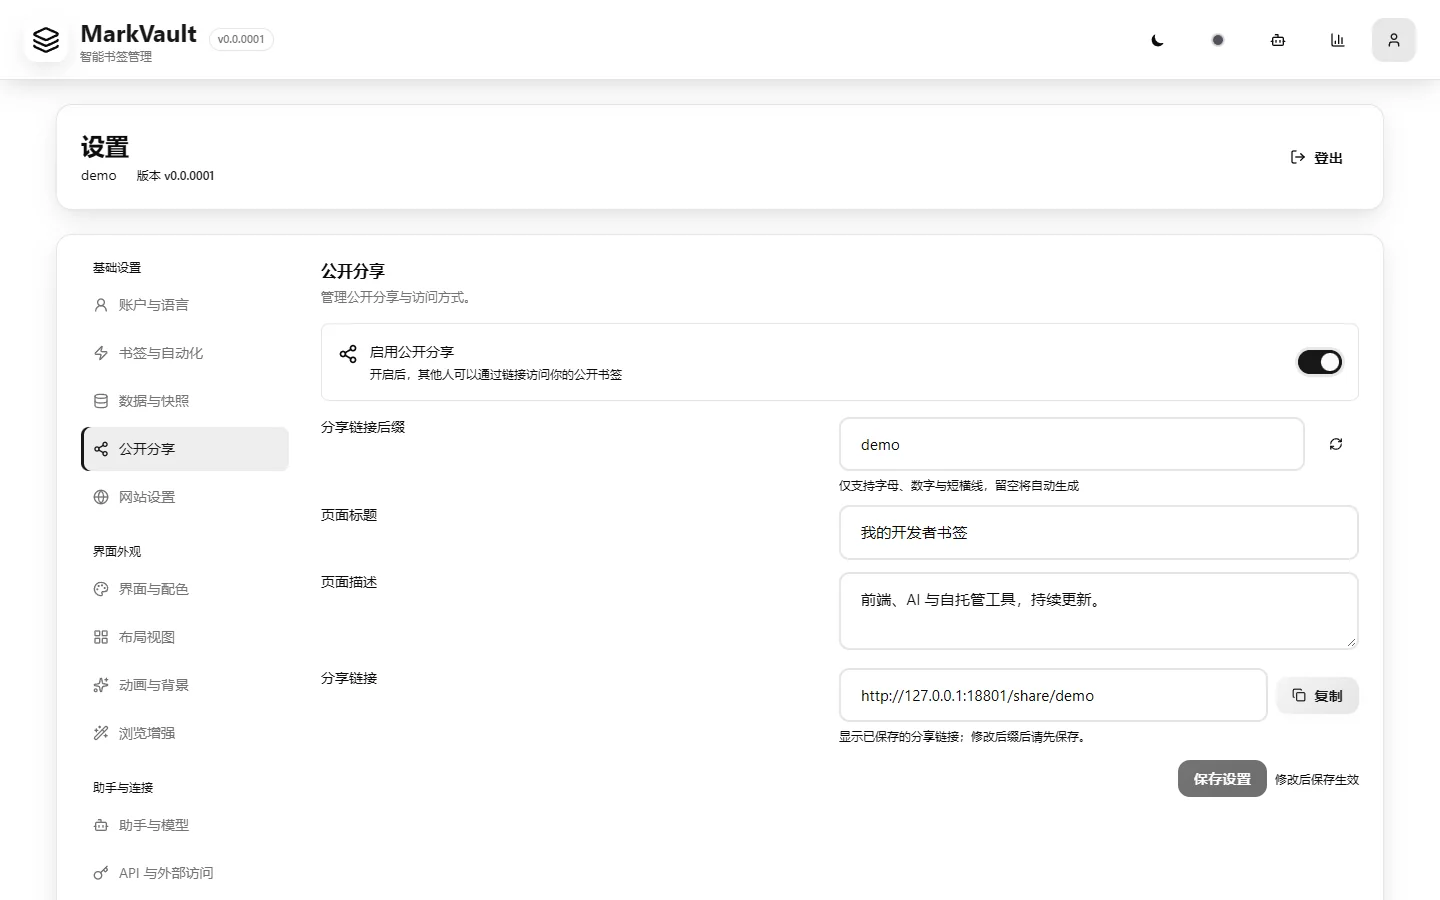 MarkVault
v0.0.0001
智能书签管理
设置
demo
版本 v0.0.0001
登出
基础设置
账户与语言
书签与自动化
数据与快照
公开分享
网站设置
界面外观
界面与配色
布局视图
动画与背景
浏览增强
助手与连接
助手与模型
API 与外部访问
公开分享
管理公开分享与访问方式。
启用公开分享
开启后，其他人可以通过链接访问你的公开书签
分享链接后缀
demo
仅支持字母、数字与短横线，留空将自动生成
页面标题
我的开发者书签
页面描述
前端、AI 与自托管工具，持续更新。
分享链接
http://127.0.0.1:18801/share/demo
复制
显示已保存的分享链接；修改后缀后请先保存。
保存设置
修改后保存生效